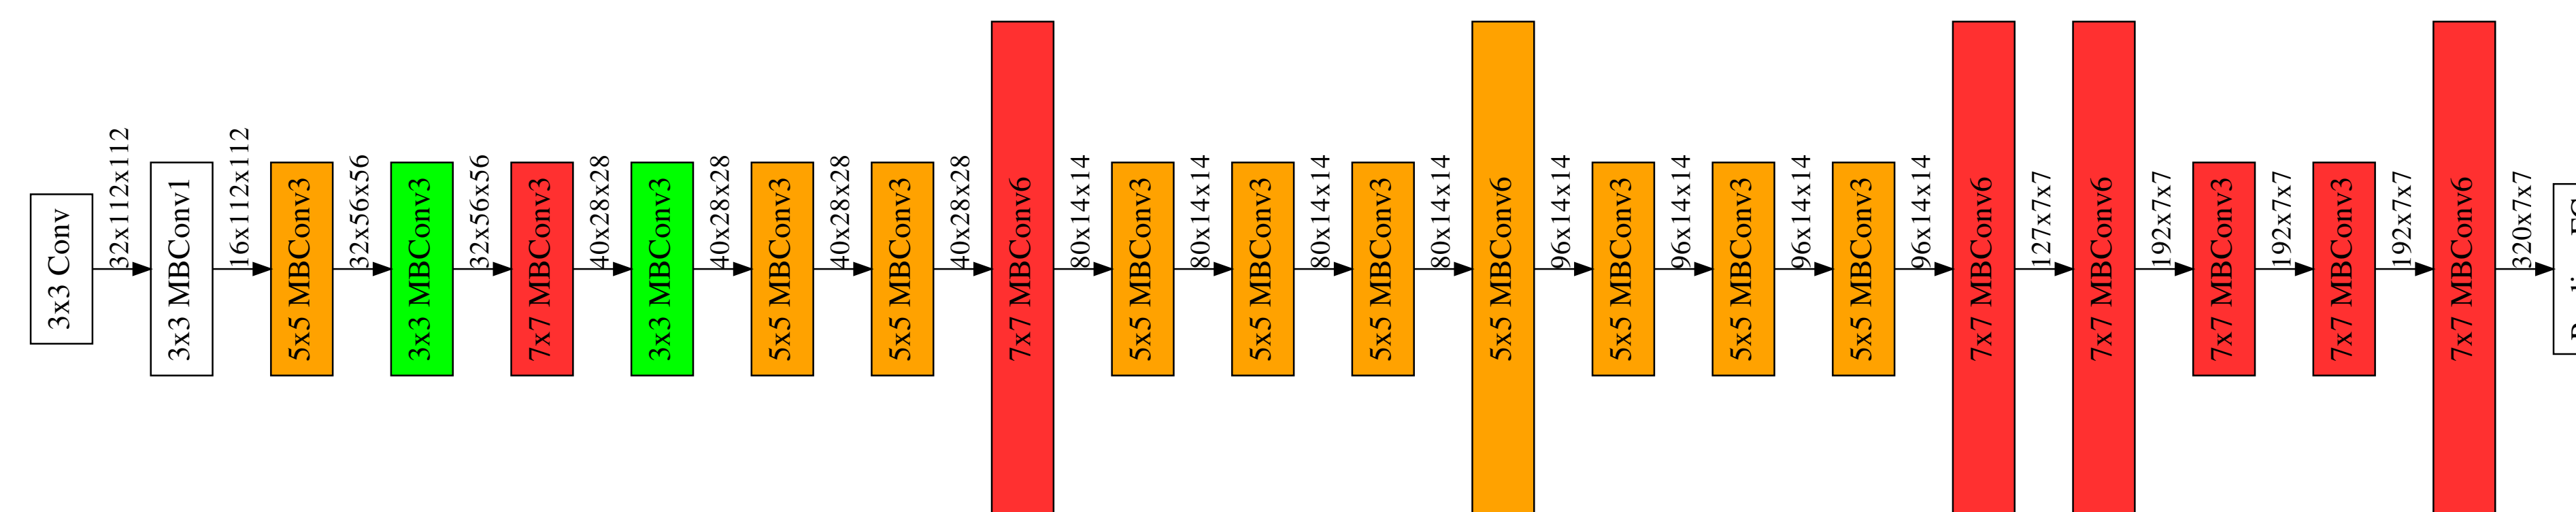 3x3 Conv
32x112x112
3x3 MBConv1
16x112x112
5x5 MBConv3
32x56x56
3x3 MBConv3
32x56x56
7x7 MBConv3
40x28x28
3x3 MBConv3
40x28x28
5x5 MBConv3
40x28x28
5x5 MBConv3
40x28x28
7x7 MBConv6
80x14x14
5x5 MBConv3
80x14x14
5x5 MBConv3
80x14x14
5x5 MBConv3
80x14x14
5x5 MBConv6
96x14x14
5x5 MBConv3
96x14x14
5x5 MBConv3
96x14x14
5x5 MBConv3
96x14x14
7x7 MBConv6
127x7x7
7x7 MBConv6
192x7x7
7x7 MBConv3
192x7x7
7x7 MBConv3
192x7x7
7x7 MBConv6
320x7x7